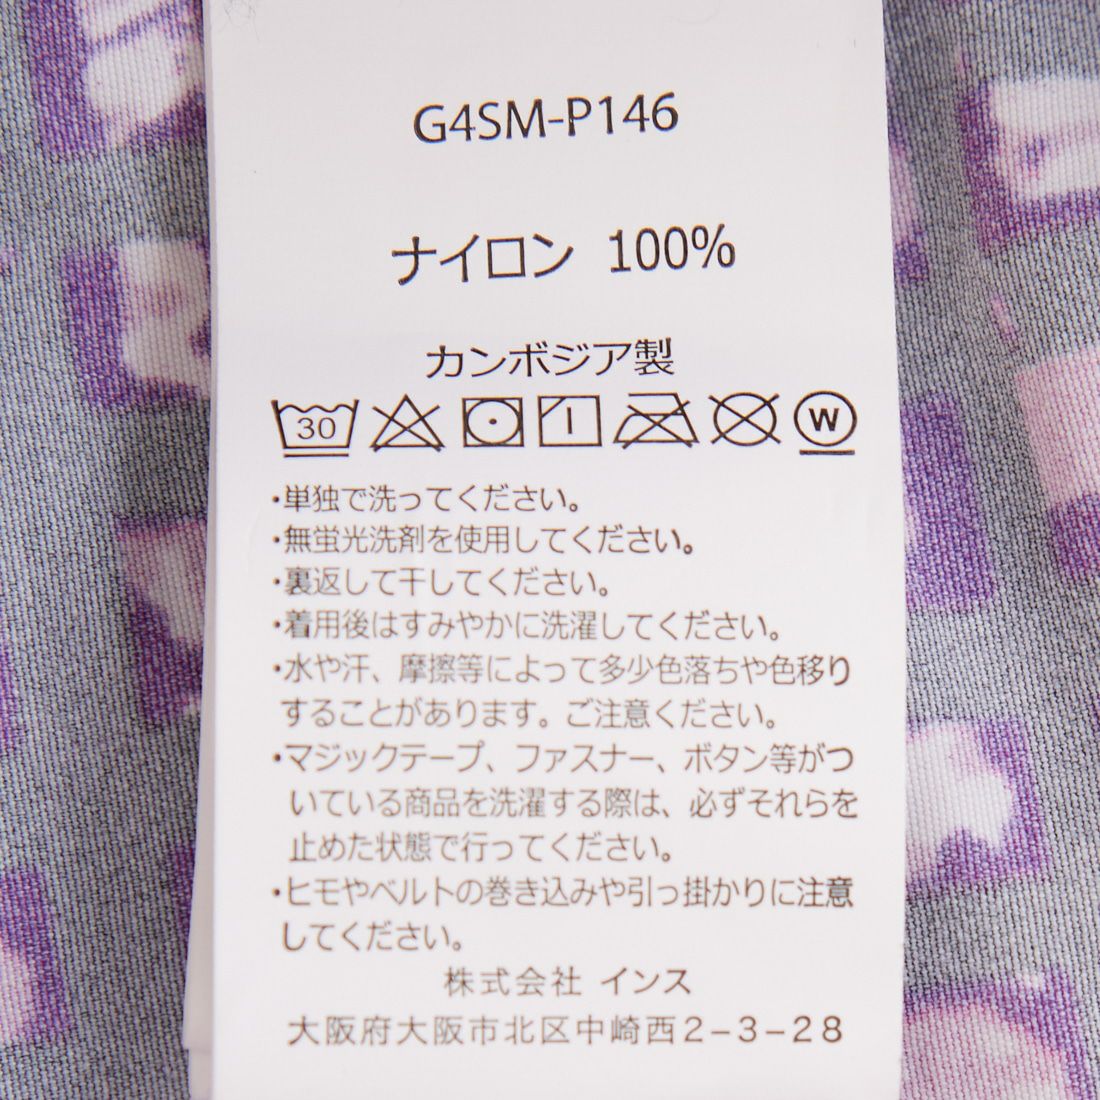 G4SM-P146
ナイロン 100%
カンボジア製
30 W
・単独で洗ってください。
・無蛍光洗剤を使用してください。
・裏返して干してください。
・着用後はすみやかに洗濯してください。
・水や汗、摩擦等によって多少色落ちや色移り
することがあります。ご注意ください。
・マジックテープ、ファスナー、ボタン等がつ
いている商品を洗濯する際は、必ずそれらを
止めた状態で行ってください。
・ヒモやベルトの巻き込みや引っ掛かりに注意
してください。
株式会社 インス
大阪府大阪市北区中崎西2-3-28